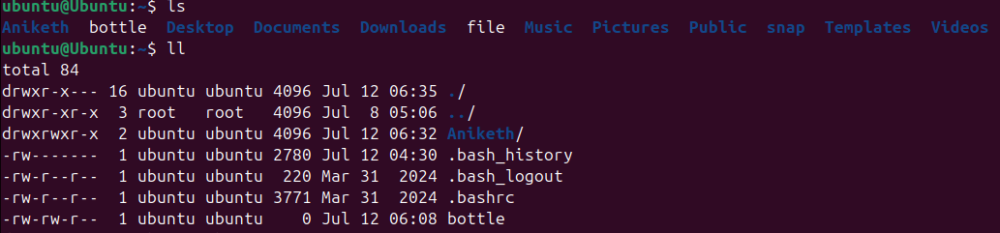 ubuntu@Ubuntu:~$ ls
Aniketh  bottle  Desktop  Documents  Downloads  file  Music  Pictures  Public  snap  Templates  Videos
ubuntu@Ubuntu:~$ ll
total 84
drwxr-x--- 16 ubuntu ubuntu 4096 Jul 12 06:35 ./
drwxr-xr-x  3 root   root   4096 Jul  8 05:06 ../
drwxrwxr-x  2 ubuntu ubuntu 4096 Jul 12 06:32 Aniketh/
-rw-------  1 ubuntu ubuntu 2780 Jul 12 04:30 .bash_history
-rw-r--r--  1 ubuntu ubuntu  220 Mar 31  2024 .bash_logout
-rw-r--r--  1 ubuntu ubuntu 3771 Mar 31  2024 .bashrc
-rw-rw-r--  1 ubuntu ubuntu    0 Jul 12 06:08 bottle